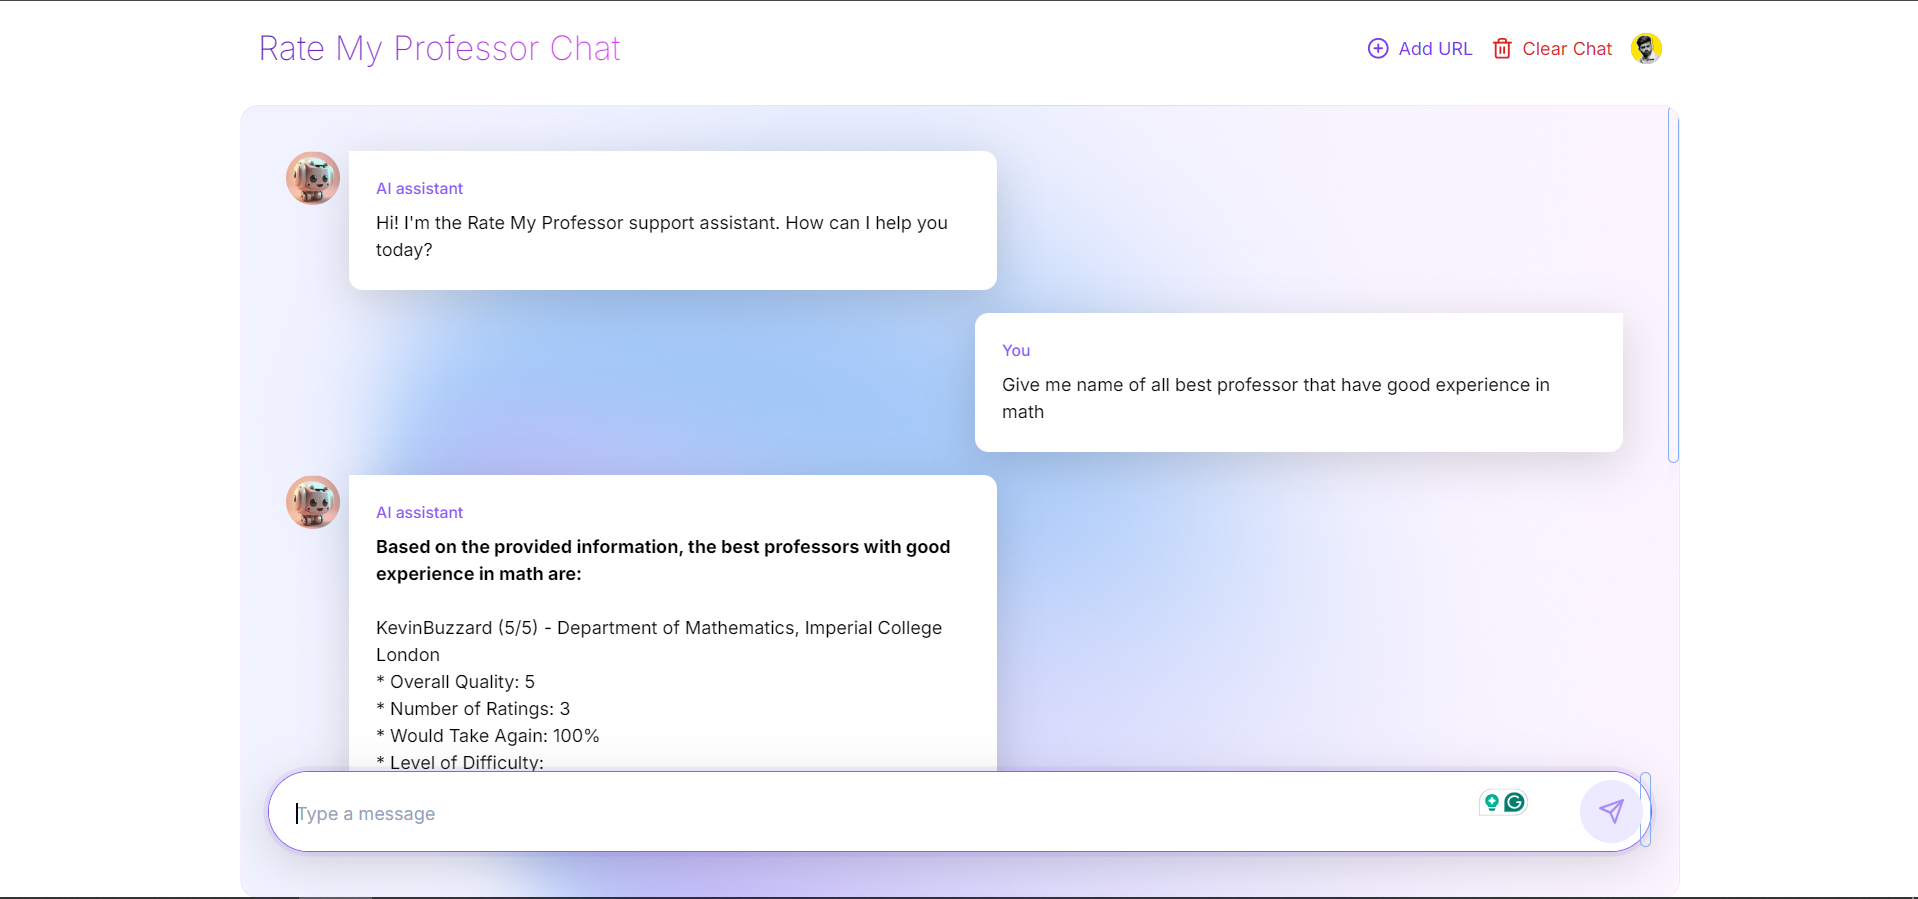 Rate My Professor Chat
Add URL
Clear Chat
AI assistant
Hi! I'm the Rate My Professor support assistant. How can I help you
today?
You
Give me name of all best professor that have good experience in
math
AI assistant
Based on the provided information, the best professors with good
experience in math are:
KevinBuzzard (5/5) - Department of Mathematics, Imperial College
London
* Overall Quality: 5
* Number of Ratings: 3
* Would Take Again: 100%
* Level of Difficulty:
Type a message